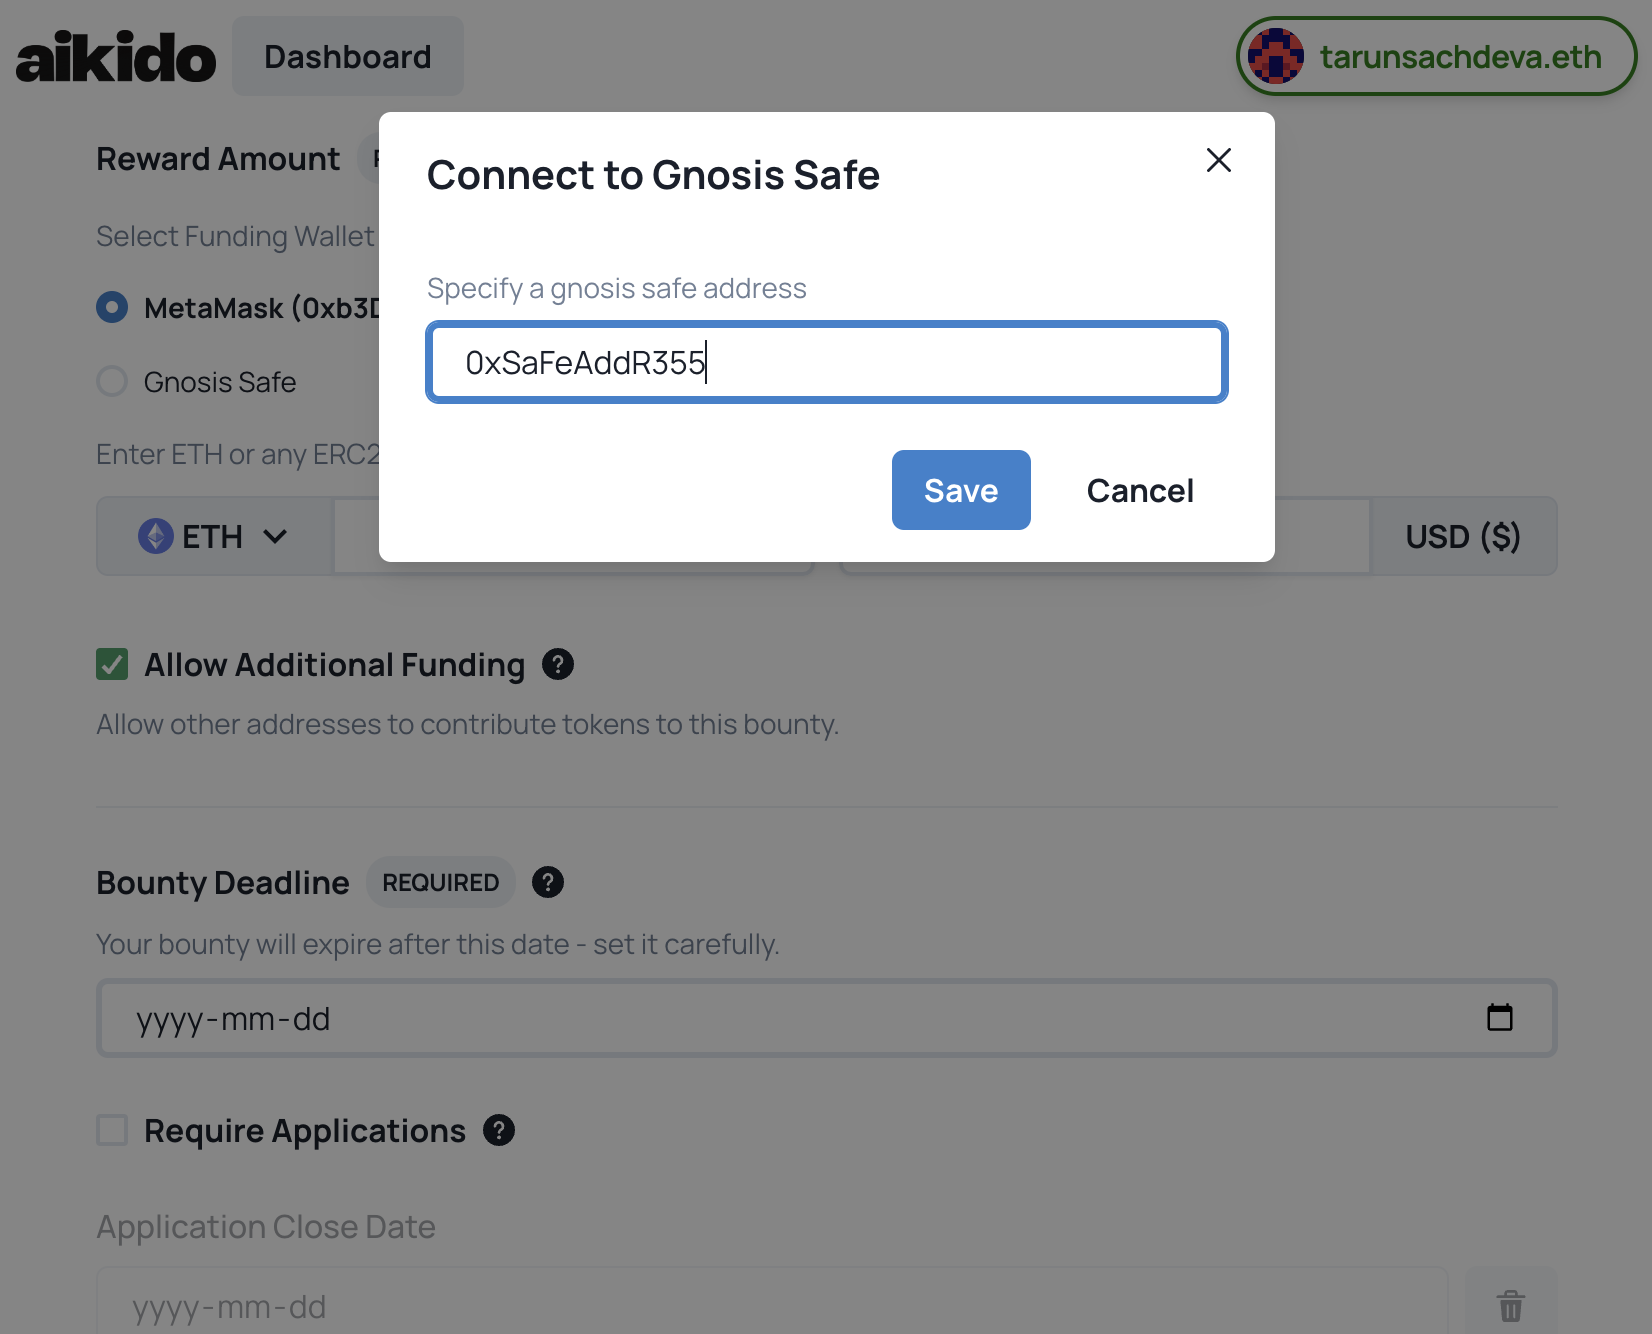 aikido
Dashboard
tarunsachdeva.eth
Reward Amount
Connect to Gnosis Safe
Select Funding Wallet
Specify a gnosis safe address
MetaMask (0xb3D
0xSaFeAddR355
Gnosis Safe
Enter ETH or any ERC2
Save
Cancel
ETH
USD ($)
Allow Additional Funding ?
Allow other addresses to contribute tokens to this bounty.
Bounty Deadline REQUIRED ?
Your bounty will expire after this date - set it carefully.
yyyy-mm-dd
Require Applications ?
Application Close Date
yyyy-mm-dd